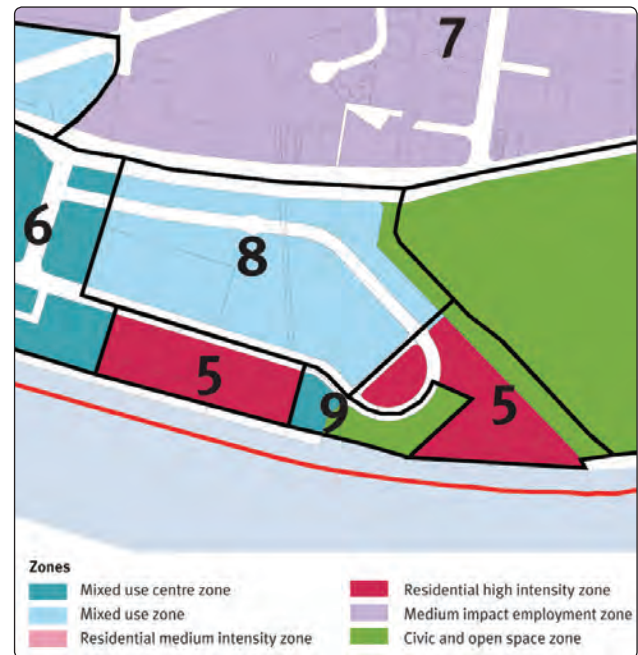 7
6
8
5
9
5
Zones
Mixed use centre zone
Mixed use zone
Residential medium intensity zone
Residential high intensity zone
Medium impact employment zone
Civic and open space zone